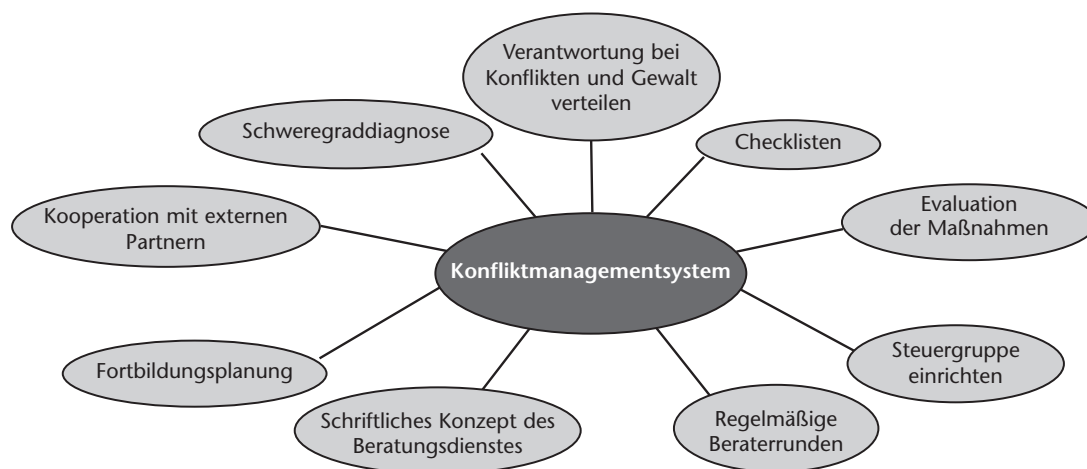 Verantwortung bei
Konflikten und Gewalt
verteilen
Schweregraddiagnose
Checklisten
Kooperation mit externen
Partnern
Evaluation
der Maßnahmen
Konfliktmanagementsystem
Fortbildungsplanung
Steuergruppe
einrichten
Schriftliches Konzept des
Beratungsdienstes
Regelmäßige
Beraterrunden